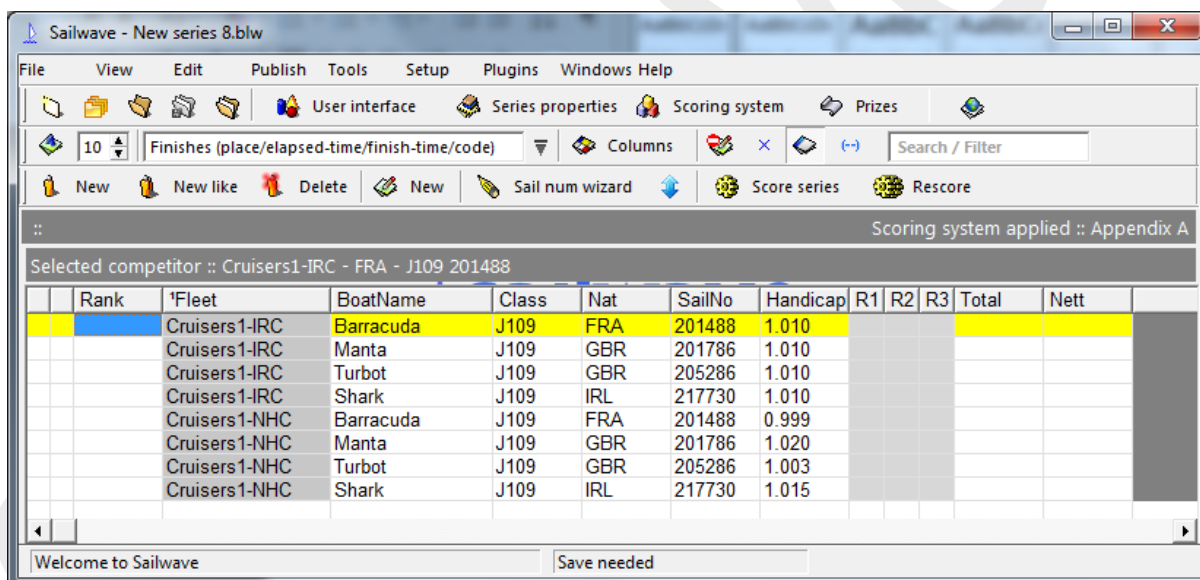 Sailwave - New series 8.blw
File View Edit Publish Tools Setup Plugins Windows Help
User interface Series properties Scoring system Prizes
10 Finishes (place/elapsed-time/finish-time/code) Columns Search / Filter
New New like Delete New Sail num wizard Score series Rescore
:: Scoring system applied :: Appendix A
Selected competitor :: Cruisers1-IRC - FRA - J109 201488
Rank ¹Fleet BoatName Class Nat SailNo Handicap R1 R2 R3 Total Nett
Cruisers1-IRC Barracuda J109 FRA 201488 1.010
Cruisers1-IRC Manta J109 GBR 201786 1.010
Cruisers1-IRC Turbot J109 GBR 205286 1.010
Cruisers1-IRC Shark J109 IRL 217730 1.010
Cruisers1-NHC Barracuda J109 FRA 201488 0.999
Cruisers1-NHC Manta J109 GBR 201786 1.020
Cruisers1-NHC Turbot J109 GBR 205286 1.003
Cruisers1-NHC Shark J109 IRL 217730 1.015
Welcome to Sailwave Save needed